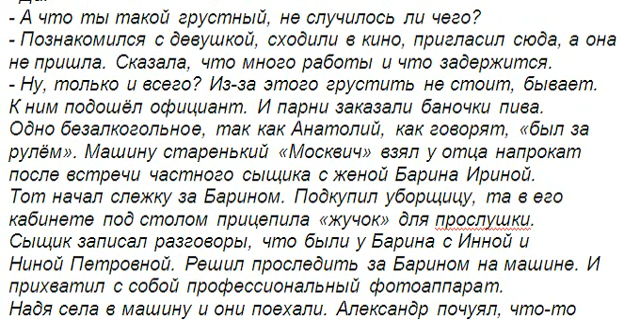 - А что ты такой грустный, не случилось ли чего?
- Познакомился с девушкой, сходили в кино, пригласил сюда, а она
не пришла. Сказала, что много работы и что задержится.
- Ну, только и всего? Из-за этого грустить не стоит, бывает.
К ним подошёл официант. И парни заказали баночки пива.
Одно безалкогольное, так как Анатолий, как говорят, «был за
рулём». Машину старенький «Москвич» взял у отца напрокат
после встречи частного сыщика с женой Барина Ириной.
Тот начал слежку за Барином. Подкупил уборщицу, та в его
кабинете под столом прицепила «жучок» для прослушки.
Сыщик записал разговоры, что были у Барина с Инной и
Ниной Петровной. Решил проследить за Барином на машине. И
прихватил с собой профессиональный фотоаппарат.
Надя села в машину и они поехали. Александр почуял, что-то